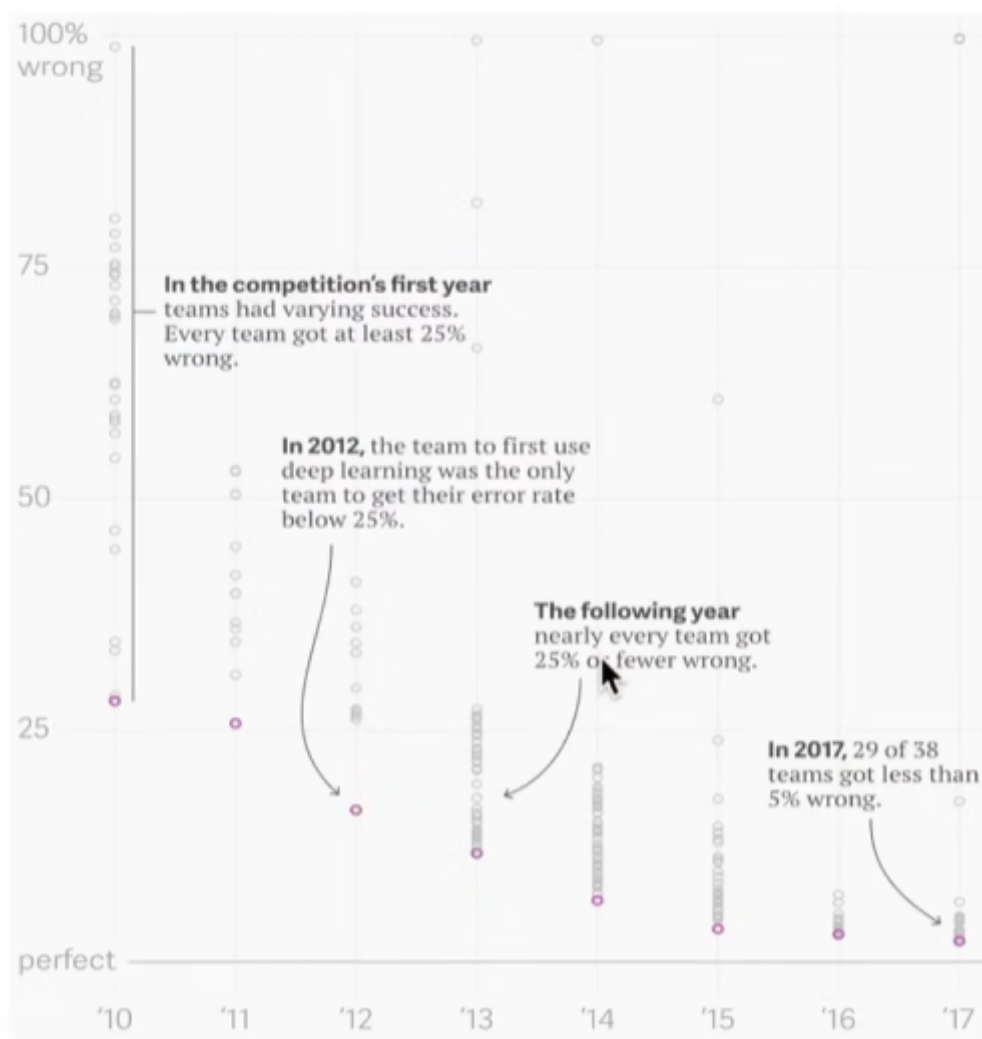 100%
wrong
75
In the competition's first year
teams had varying success.
Every team got at least 25%
wrong.
In 2012, the team to first use
deep learning was the only
team to get their error rate
below 25%.
50
The following year
nearly every team got
25% or fewer wrong.
25
In 2017, 29 of 38
teams got less than
5% wrong.
perfect
'10 '11 '12 '13 '14 '15 '16 '17